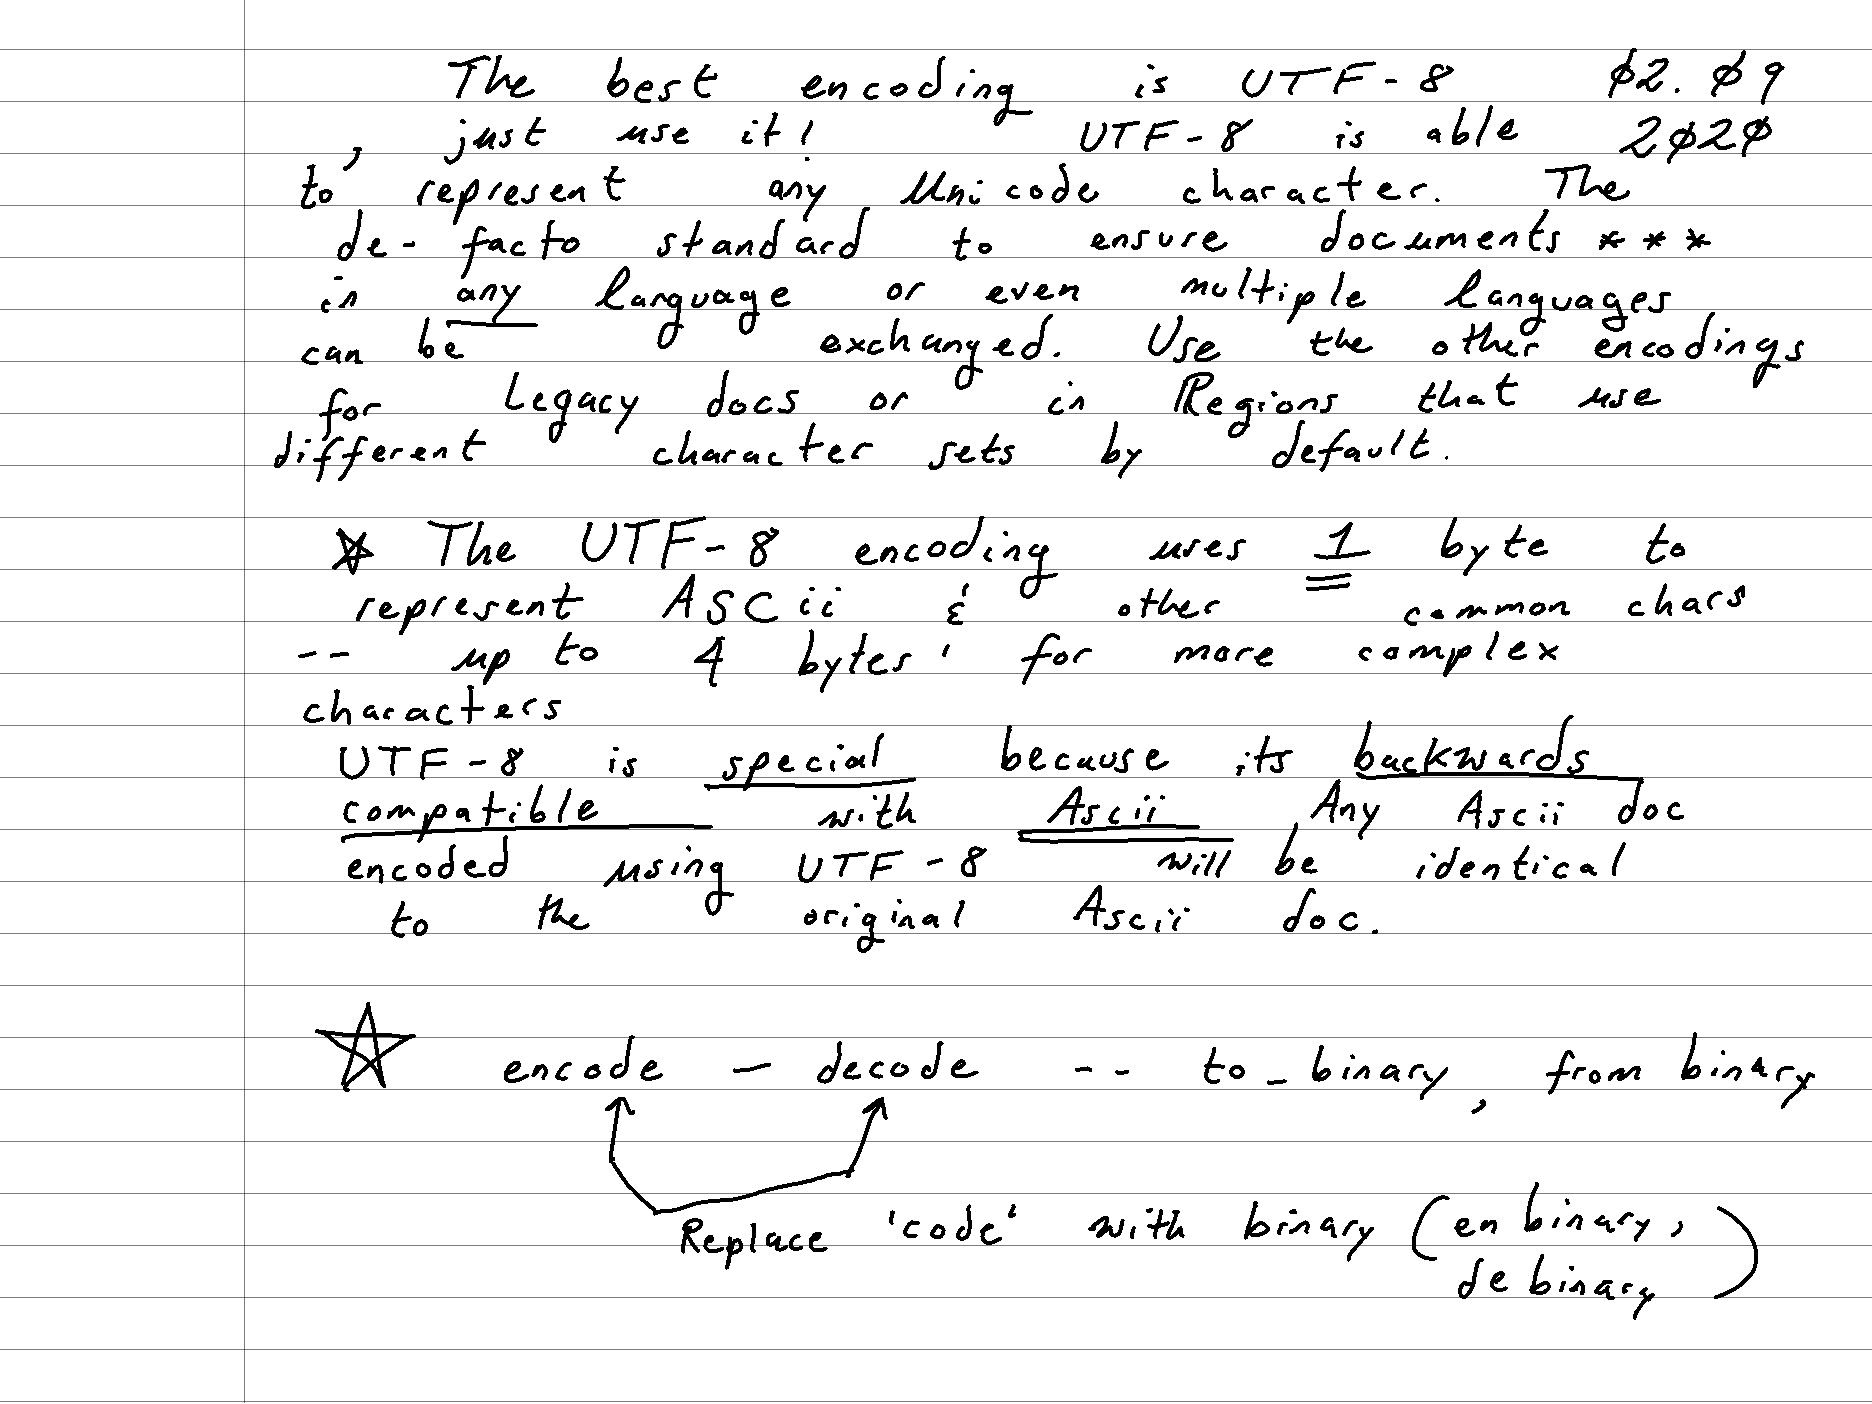 The best encoding is UTF-8 02.09
, just use it! UTF-8 is able 2020
to represent any Unicode character. The
de-facto standard to ensure documents ***
in any language or even multiple languages
can be exchanged. Use the other encodings
for Legacy docs or in Regions that use
different character sets by default.
☆ The UTF-8 encoding uses 1 byte to
represent ASCii & other common chars
-- up to 4 bytes' for more complex
characters
UTF-8 is special because its backwards
compatible with Ascii Any Ascii doc
encoded using UTF-8 will be identical
to the original Ascii doc.
☆ encode - decode -- to_binary, from binary
Replace 'code' with binary (en binary,
de binary)